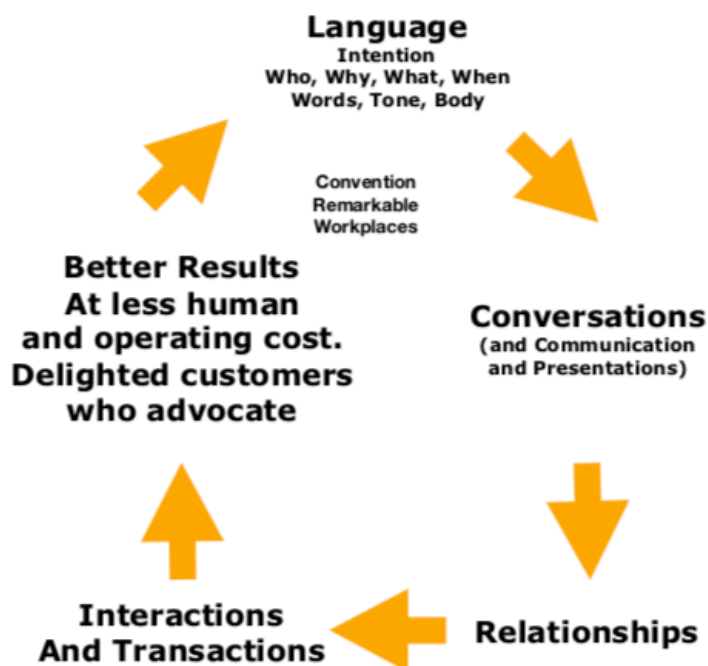 Language
Intention
Who, Why, What, When
Words, Tone, Body
Convention
Remarkable
Workplaces
Conversations
(and Communication
and Presentations)
Relationships
Interactions
And Transactions
Better Results
At less human
and operating cost.
Delighted customers
who advocate